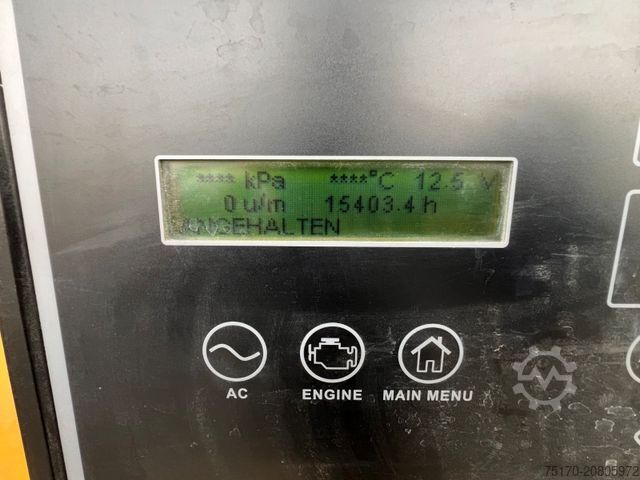 **** kPa ****°C 12.5 v
0 u/m 15403.4 h
ANGEHALTEN
AC ENGINE MAIN MENU
75170-20805972